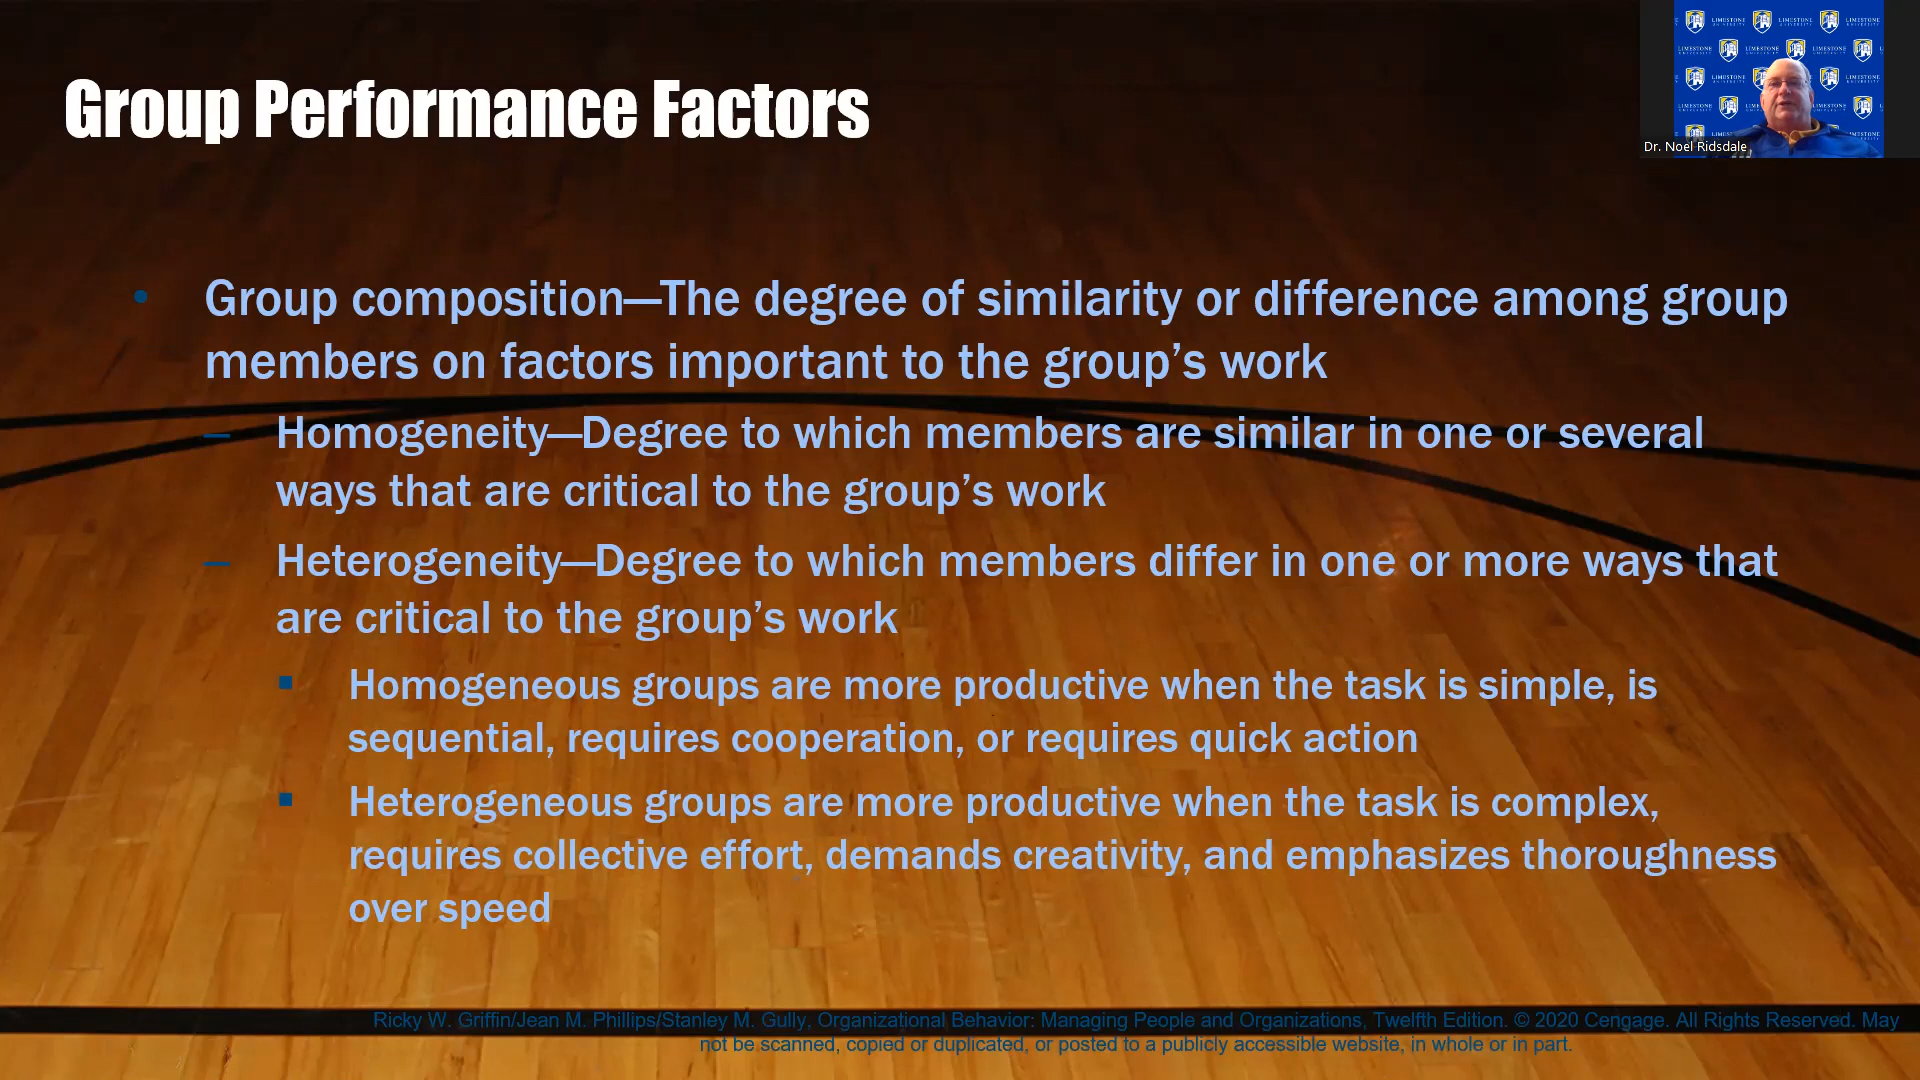 Group Performance Factors
LIMESTONE
UNIVERSITY
Dr. Noel Ridsdale
• Group composition—The degree of similarity or difference among group
members on factors important to the group’s work
– Homogeneity—Degree to which members are similar in one or several
ways that are critical to the group’s work
– Heterogeneity—Degree to which members differ in one or more ways that
are critical to the group’s work
▪ Homogeneous groups are more productive when the task is simple, is
sequential, requires cooperation, or requires quick action
▪ Heterogeneous groups are more productive when the task is complex,
requires collective effort, demands creativity, and emphasizes thoroughness
over speed
Ricky W. Griffin/Jean M. Phillips/Stanley M. Gully, Organizational Behavior: Managing People and Organizations, Twelfth Edition. © 2020 Cengage. All Rights Reserved. May
not be scanned, copied or duplicated, or posted to a publicly accessible website, in whole or in part.